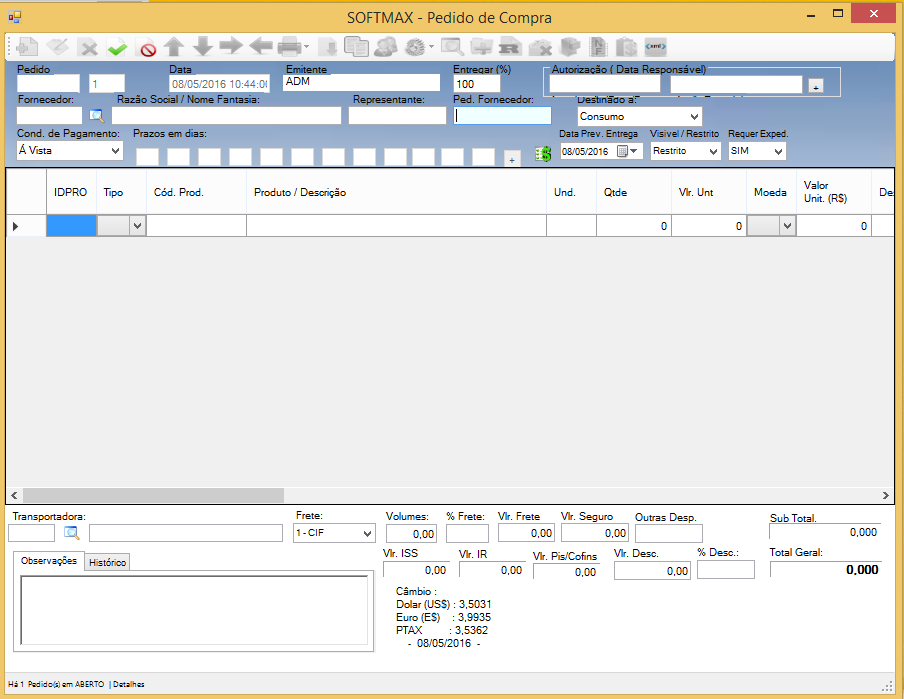 SOFTMAX - Pedido de Compra
R
<xml>
Pedido Data Emitente Entregar (%) Autorização ( Data Responsável)
1 08/05/2016 10:44:00 ADM 100 +
Fornecedor: Razão Social / Nome Fantasia: Representante: Ped. Fornecedor: Destinado a:
Consumo
Cond. de Pagamento: Prazos em dias: Data Prev. Entrega Visivel / Restrito Requer Exped.
Á Vista + 08/05/2016 Restrito SIM
IDPRO Tipo Cód. Prod. Produto / Descrição Und. Qtde Vlr. Unt Moeda Valor Unit. (R$) De
0 0 0
Transportadora: Frete: Volumes: % Frete: Vlr. Frete Vlr. Seguro Outras Desp. Sub Total.
1 - CIF 0,00 0,00 0,00 0,000
Observações Histórico Vlr. ISS Vlr. IR Vlr. Pis/Cofins Vlr. Desc. % Desc.: Total Geral:
0,00 0,00 0,00 0,00 0,000
Câmbio :
Dolar (US$) : 3,5031
Euro (E$) : 3,9935
PTAX : 3,5362
- 08/05/2016 -
Há 1 Pedido(s) em ABERTO | Detalhes